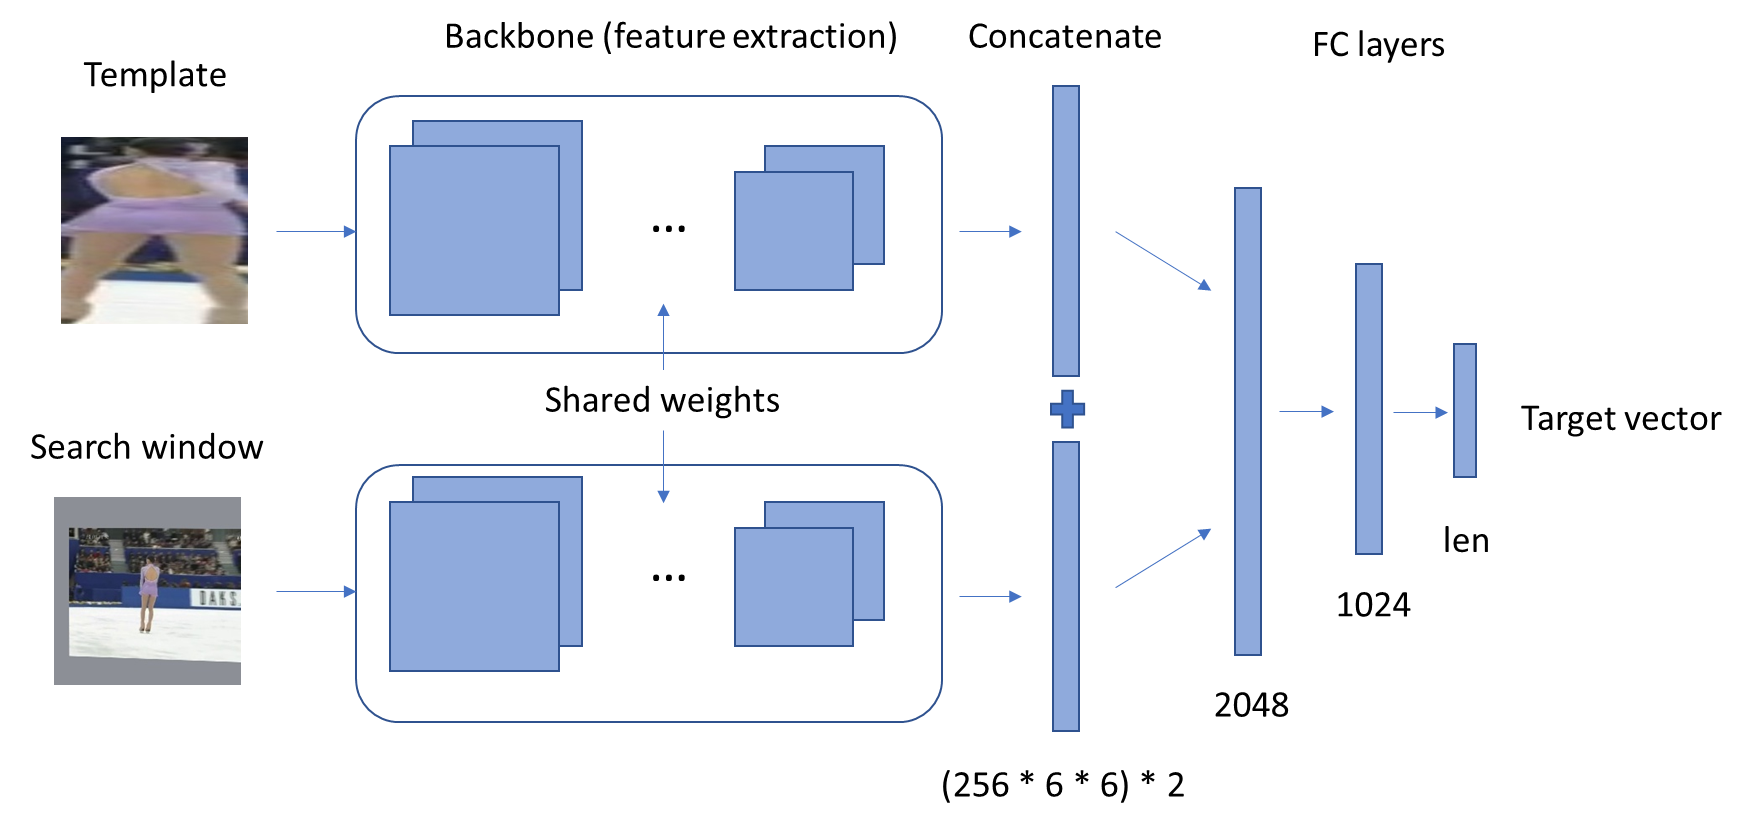 Backbone (feature extraction)
Concatenate
FC layers
Template
...
Shared weights
Search window
Target vector
DAKS
...
len
1024
2048
(256 * 6 * 6) * 2